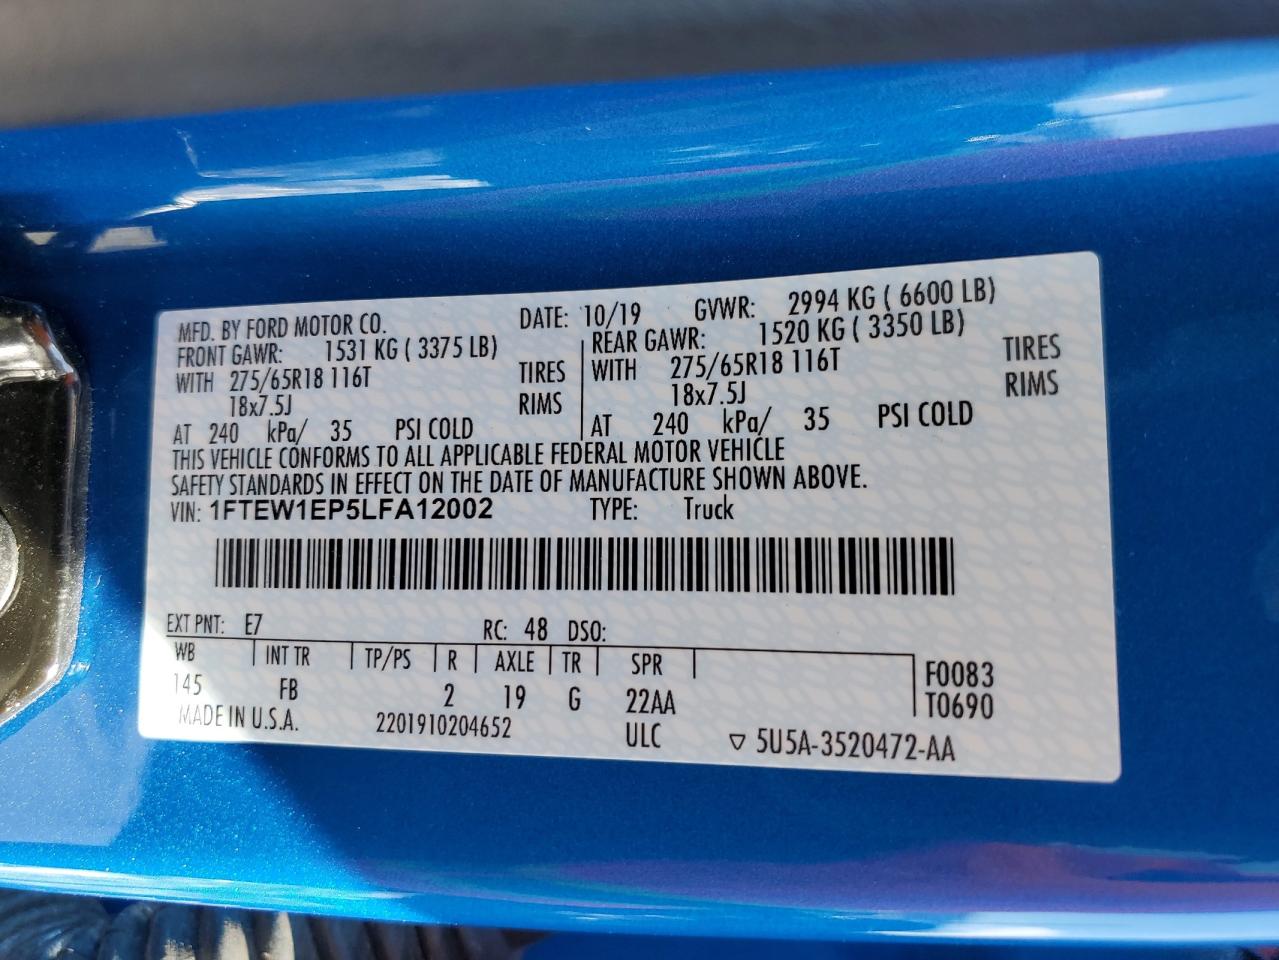 MFD. BY FORD MOTOR CO. DATE: 10/19 GVWR: 2994 KG ( 6600 LB)
FRONT GAWR: 1531 KG ( 3375 LB) REAR GAWR: 1520 KG ( 3350 LB)
WITH 275/65R18 116T TIRES WITH 275/65R18 116T TIRES
18x7.5J RIMS 18x7.5J RIMS
AT 240 kPa/ 35 PSI COLD AT 240 kPa/ 35 PSI COLD
THIS VEHICLE CONFORMS TO ALL APPLICABLE FEDERAL MOTOR VEHICLE
SAFETY STANDARDS IN EFFECT ON THE DATE OF MANUFACTURE SHOWN ABOVE.
VIN: 1FTEW1EP5LFA12002 TYPE: Truck
EXT PNT: E7 RC: 48 DSO:
WB INT TR TP/PS R AXLE TR SPR F0083
145 FB 2 19 G 22AA T0690
MADE IN U.S.A. 2201910204652 ULC ▽ 5U5A-3520472-AA